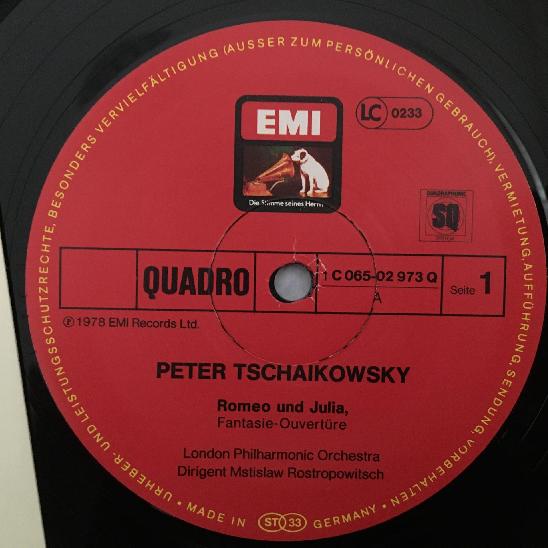 URHEBER- UND LEISTUNGSSCHUTZRECHTE, BESONDERS VERVIELFÄLTIGUNG (AUSSER ZUM PERSÖNLICHEN GEBRAUCH), VERMIETUNG, AUFFÜHRUNG, SENDUNG, VORBEHALTEN •
EMI
Die Stimme seines Herrn
LC 0233
QUADRAPHONIC
SQ
QUADRO
1 C 065-02 973 Q
A
Seite 1
Ⓟ 1978 EMI Records Ltd.
PETER TSCHAIKOWSKY
Romeo und Julia,
Fantasie-Ouvertüre
London Philharmonic Orchestra
Dirigent Mstislaw Rostropowitsch
• MADE IN ST 33 GERMANY •